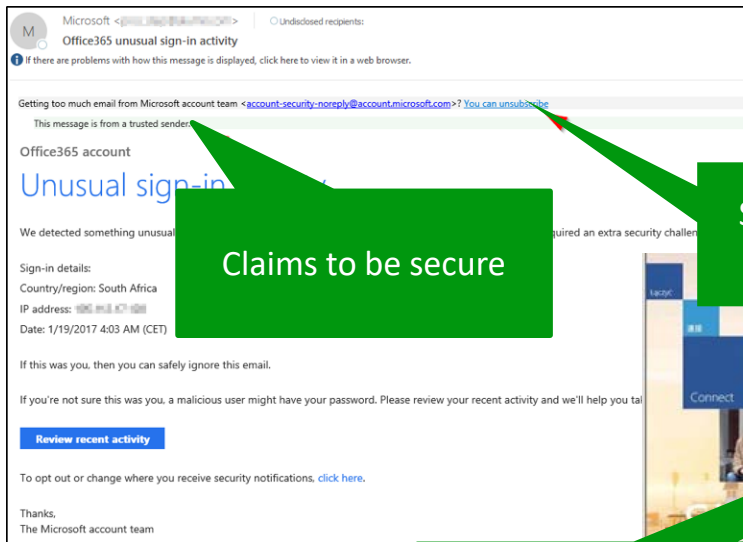 M
Microsoft < > Undisclosed recipients:
Office365 unusual sign-in activity
If there are problems with how this message is displayed, click here to view it in a web browser.
Getting too much email from Microsoft account team <account-security-noreply@account.microsoft.com>? You can unsubscribe
This message is from a trusted sender.
Office365 account
Unusual sign-in
We detected something unusual quired an extra security challen
Claims to be secure
S
Sign-in details:
Country/region: South Africa
IP address:
Date: 1/19/2017 4:03 AM (CET)
Łączyć
連接
Connect
If this was you, then you can safely ignore this email.
If you're not sure this was you, a malicious user might have your password. Please review your recent activity and we'll help you tal
Review recent activity
To opt out or change where you receive security notifications, click here.
Thanks,
The Microsoft account team